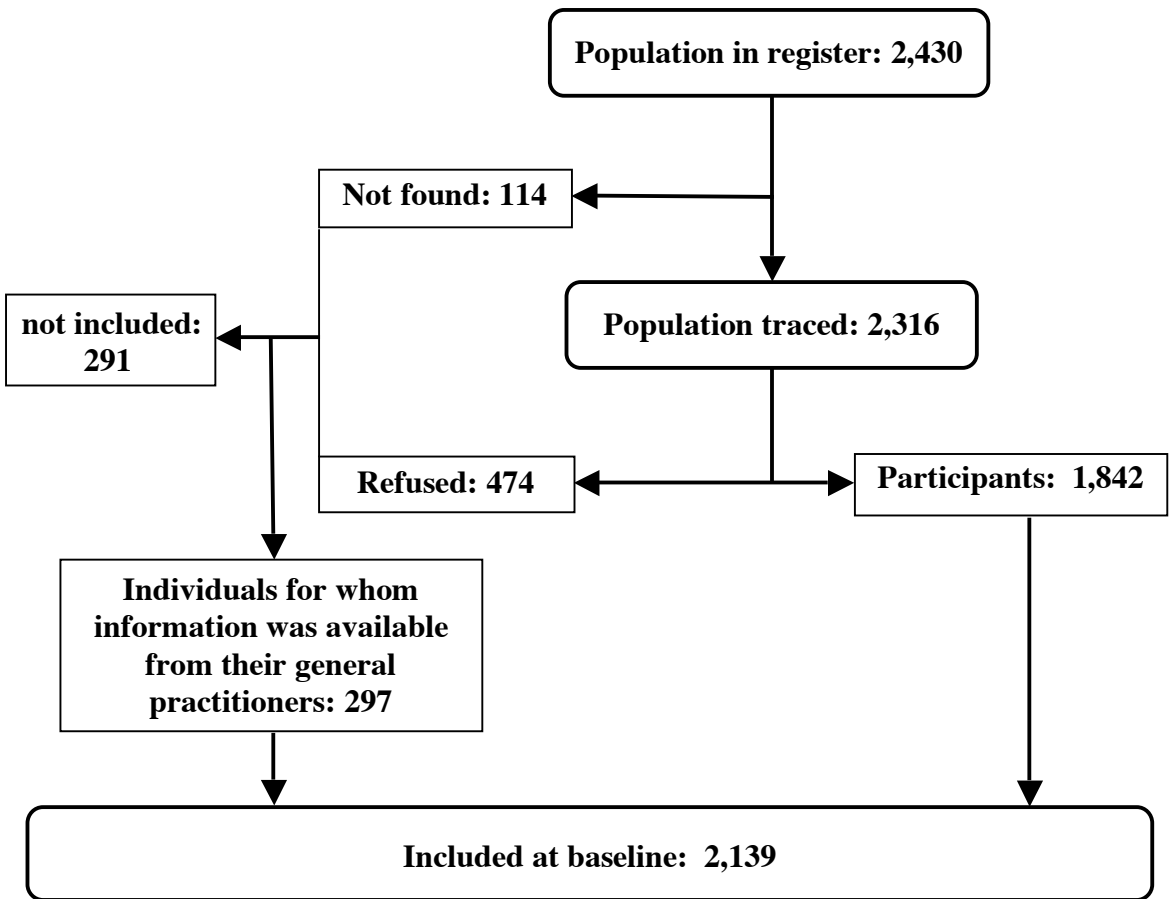 Population in register: 2,430
Not found: 114
not included:
291
Population traced: 2,316
Refused: 474
Participants:  1,842
Individuals for whom
information was available
from their general
practitioners: 297
Included at baseline:  2,139